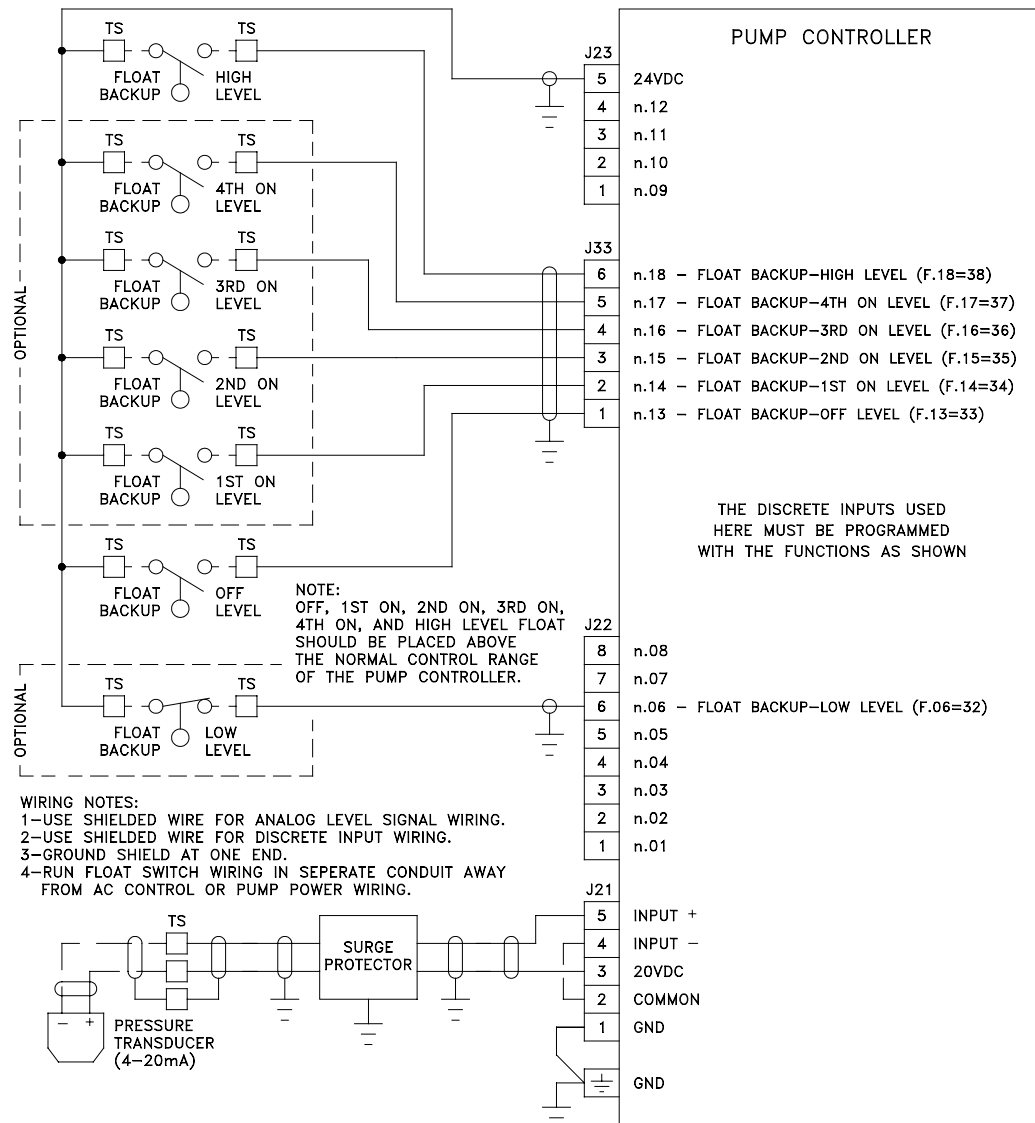 PUMP CONTROLLER
J23
5 24VDC
4 n.12
3 n.11
2 n.10
1 n.09
J33
6 n.18 – FLOAT BACKUP–HIGH LEVEL (F.18=38)
5 n.17 – FLOAT BACKUP–4TH ON LEVEL (F.17=37)
4 n.16 – FLOAT BACKUP–3RD ON LEVEL (F.16=36)
3 n.15 – FLOAT BACKUP–2ND ON LEVEL (F.15=35)
2 n.14 – FLOAT BACKUP–1ST ON LEVEL (F.14=34)
1 n.13 – FLOAT BACKUP–OFF LEVEL (F.13=33)
THE DISCRETE INPUTS USED
HERE MUST BE PROGRAMMED
WITH THE FUNCTIONS AS SHOWN
J22
8 n.08
7 n.07
6 n.06 – FLOAT BACKUP–LOW LEVEL (F.06=32)
5 n.05
4 n.04
3 n.03
2 n.02
1 n.01
J21
5 INPUT +
4 INPUT –
3 20VDC
2 COMMON
1 GND
GND
TS TS
FLOAT HIGH
BACKUP LEVEL
OPTIONAL
TS TS
FLOAT 4TH ON
BACKUP LEVEL
TS TS
FLOAT 3RD ON
BACKUP LEVEL
TS TS
FLOAT 2ND ON
BACKUP LEVEL
TS TS
FLOAT 1ST ON
BACKUP LEVEL
TS TS
FLOAT OFF
BACKUP LEVEL
NOTE:
OFF, 1ST ON, 2ND ON, 3RD ON,
4TH ON, AND HIGH LEVEL FLOAT
SHOULD BE PLACED ABOVE
THE NORMAL CONTROL RANGE
OF THE PUMP CONTROLLER.
OPTIONAL
TS TS
FLOAT LOW
BACKUP LEVEL
WIRING NOTES:
1–USE SHIELDED WIRE FOR ANALOG LEVEL SIGNAL WIRING.
2–USE SHIELDED WIRE FOR DISCRETE INPUT WIRING.
3–GROUND SHIELD AT ONE END.
4–RUN FLOAT SWITCH WIRING IN SEPERATE CONDUIT AWAY
FROM AC CONTROL OR PUMP POWER WIRING.
TS
SURGE
PROTECTOR
– +
PRESSURE
TRANSDUCER
(4–20mA)